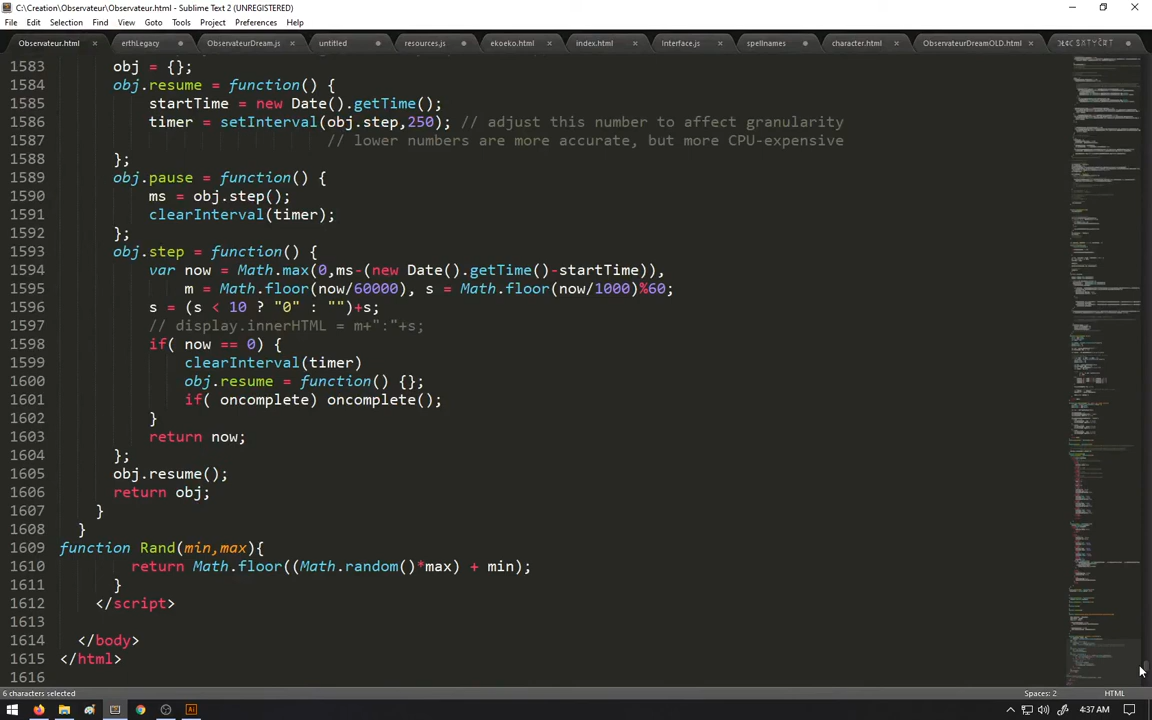 C:\Creation\Observateur\Observateur.html - Sublime Text 2 (UNREGISTERED)
File Edit Selection Find View Goto Tools Project Preferences Help
Observateur.html erthLegacy ObservateurDream.js untitled resources.js ekoeko.html index.html Interface.js spellnames character.html ObservateurDreamOLD.html
1583 obj = {};
1584 obj.resume = function() {
1585 startTime = new Date().getTime();
1586 timer = setInterval(obj.step,250); // adjust this number to affect granularity
1587 // lower numbers are more accurate, but more CPU-expensive
1588 };
1589 obj.pause = function() {
1590 ms = obj.step();
1591 clearInterval(timer);
1592 };
1593 obj.step = function() {
1594 var now = Math.max(0,ms-(new Date().getTime()-startTime)),
1595 m = Math.floor(now/60000), s = Math.floor(now/1000)%60;
1596 s = (s < 10 ? "0" : "")+s;
1597 // display.innerHTML = m+":"+s;
1598 if( now == 0) {
1599 clearInterval(timer)
1600 obj.resume = function() {};
1601 if( oncomplete) oncomplete();
1602 }
1603 return now;
1604 };
1605 obj.resume();
1606 return obj;
1607 }
1608 }
1609 function Rand(min,max){
1610 return Math.floor((Math.random()*max) + min);
1611 }
1612 </script>
1613
1614 </body>
1615 </html>
1616
6 characters selected Spaces: 2 HTML
4:37 AM